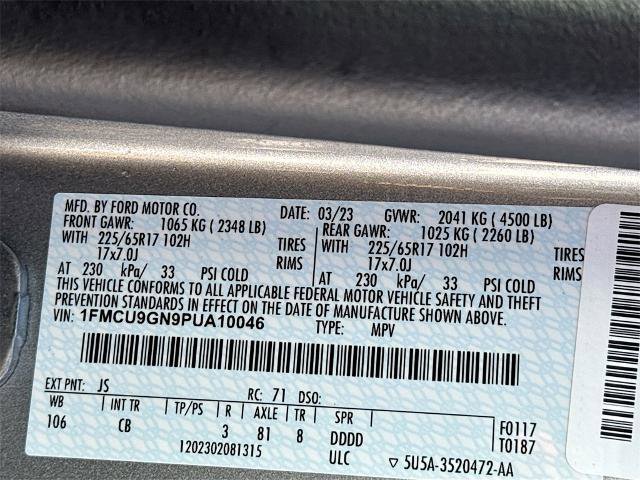 MFD. BY FORD MOTOR CO.
DATE: 03/23 GVWR: 2041 KG ( 4500 LB)
FRONT GAWR: 1065 KG ( 2348 LB)
REAR GAWR: 1025 KG ( 2260 LB)
WITH 225/65R17 102H TIRES
WITH 225/65R17 102H TIRES
17x7.0J RIMS
17x7.0J RIMS
AT 230 kPa/ 33 PSI COLD
AT 230 kPa/ 33 PSI COLD
THIS VEHICLE CONFORMS TO ALL APPLICABLE FEDERAL MOTOR VEHICLE SAFETY AND THEFT
PREVENTION STANDARDS IN EFFECT ON THE DATE OF MANUFACTURE SHOWN ABOVE.
VIN: 1FMCU9GN9PUA10046 TYPE: MPV
EXT PNT: JS RC: 71 DSO:
WB INT TR TP/PS R AXLE TR SPR F0117
106 CB 3 81 8 DDDD T0187
1202302081315 ULC ▽ 5U5A-3520472-AA